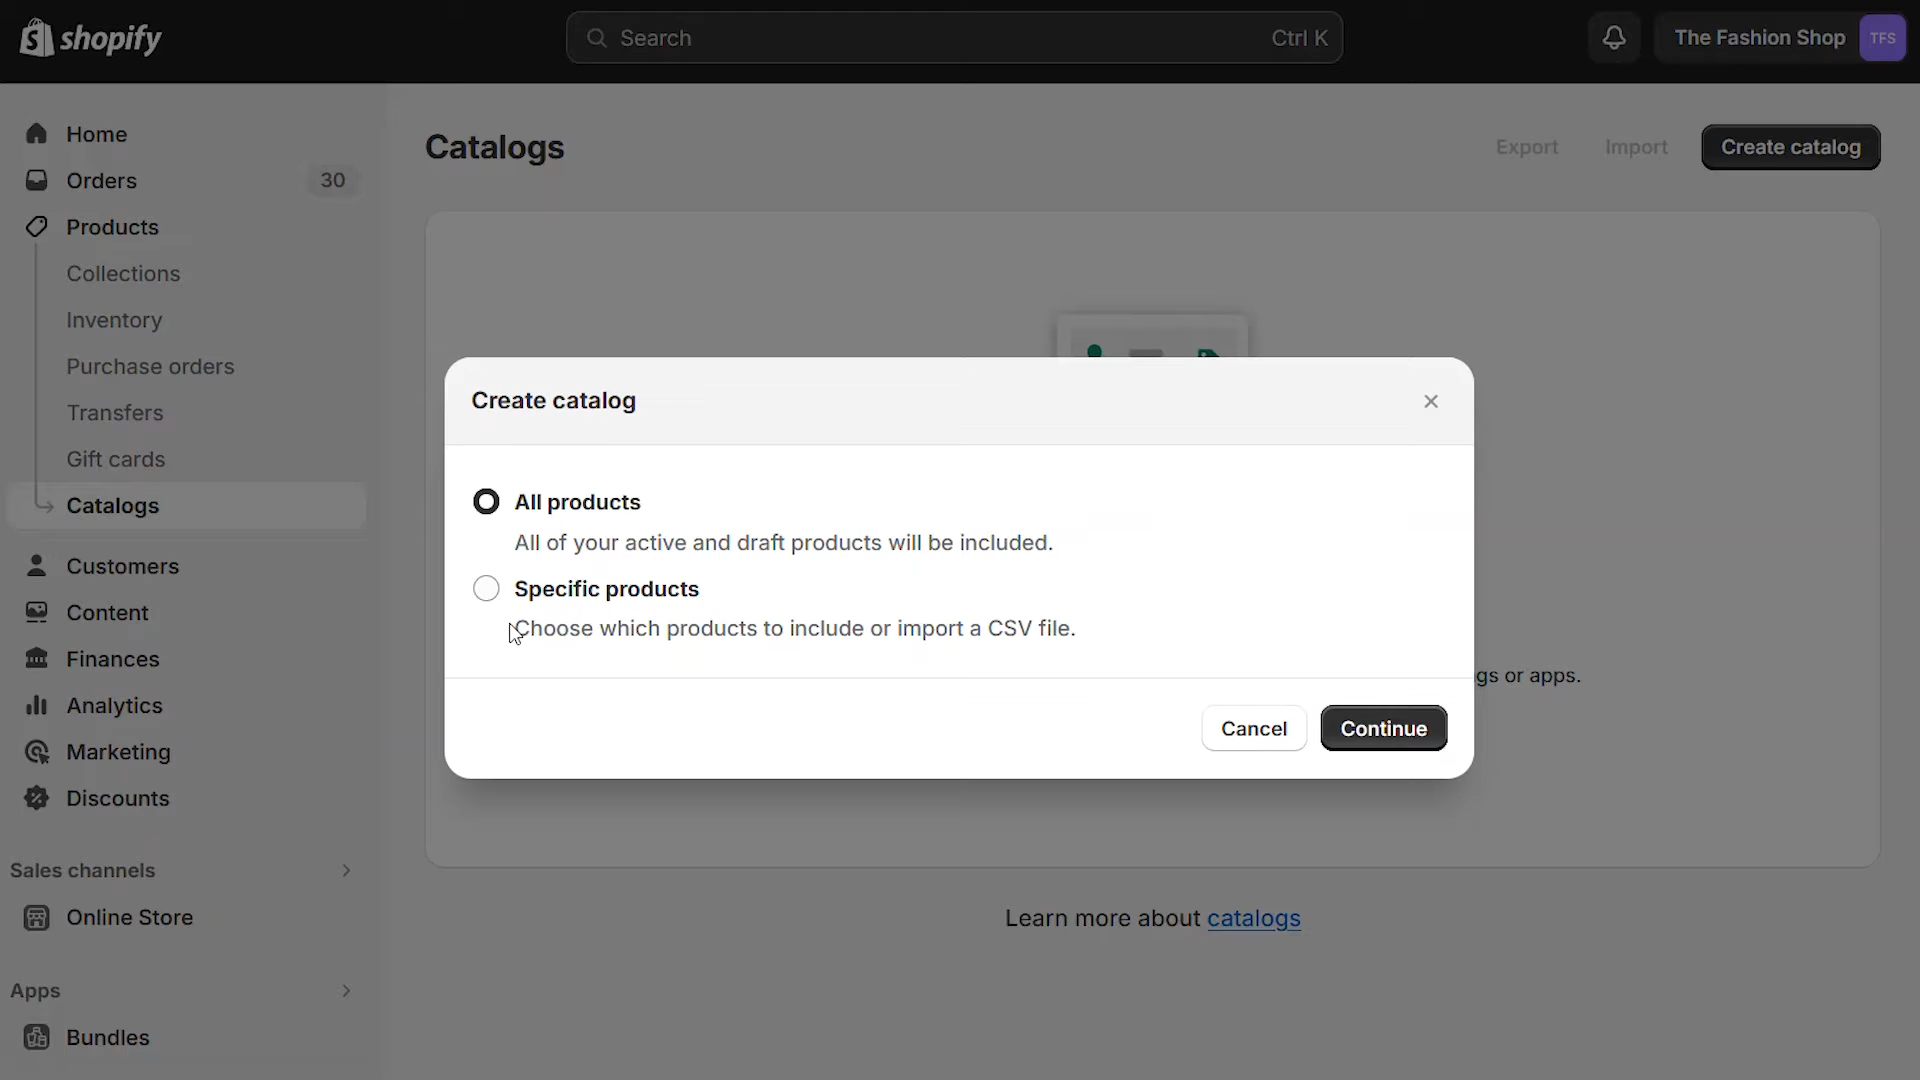 shopify
Search
Ctrl K
The Fashion Shop
TFS
Home
Orders
30
Products
Collections
Inventory
Purchase orders
Transfers
Gift cards
Catalogs
Customers
Content
Finances
Analytics
Marketing
Discounts
Sales channels
Online Store
Apps
Bundles
Catalogs
Export
Import
Create catalog
Create catalog
All products
All of your active and draft products will be included.
Specific products
Choose which products to include or import a CSV file.
Cancel
Continue
gs or apps.
Learn more about catalogs